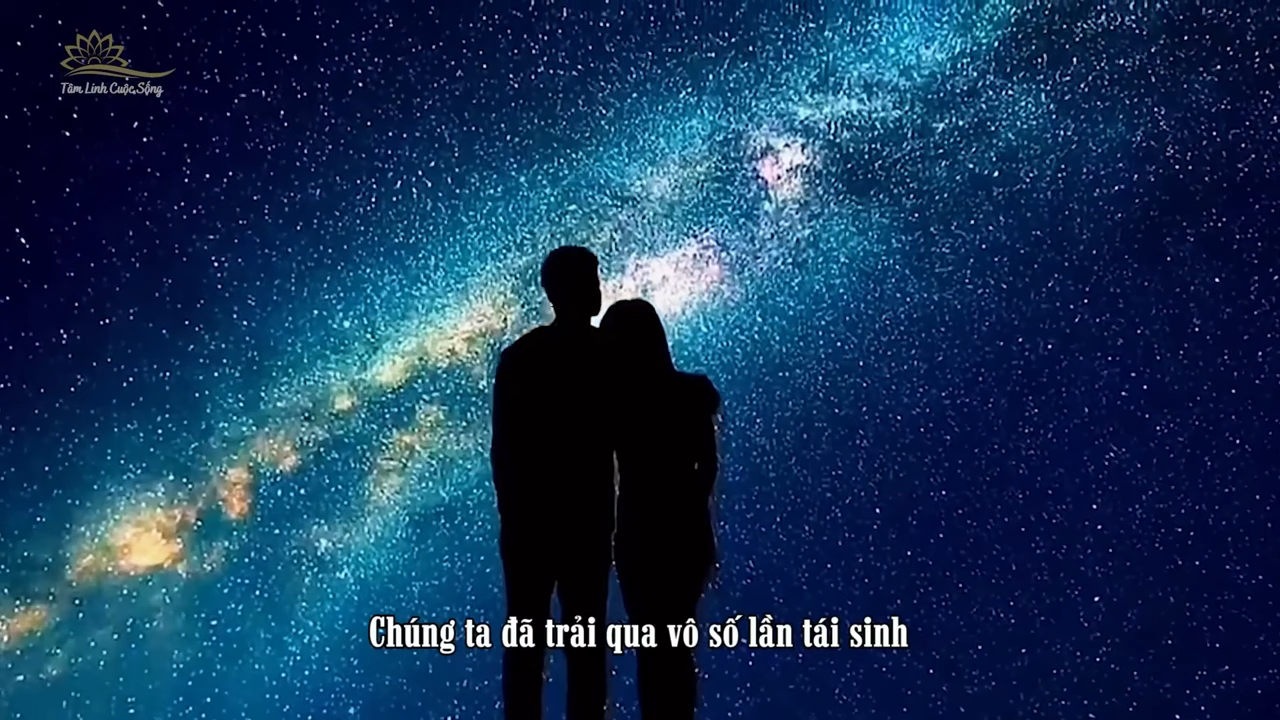 Tâm Linh Cuộc Sống
Chúng ta đã trải qua vô số lần tái sinh